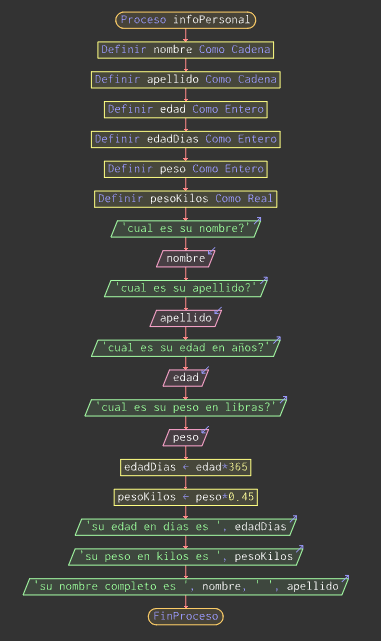 Proceso infoPersonal
Definir nombre Como Cadena
Definir apellido Como Cadena
Definir edad Como Entero
Definir edadDias Como Entero
Definir peso Como Entero
Definir pesoKilos Como Real
'cual es su nombre?'
nombre
'cual es su apellido?'
apellido
'cual es su edad en años?'
edad
'cual es su peso en libras?'
peso
edadDias ← edad*365
pesoKilos ← peso*0.45
'su edad en dias es ', edadDias
'su peso en kilos es ', pesoKilos
'su nombre completo es ', nombre, ' ', apellido
FinProceso